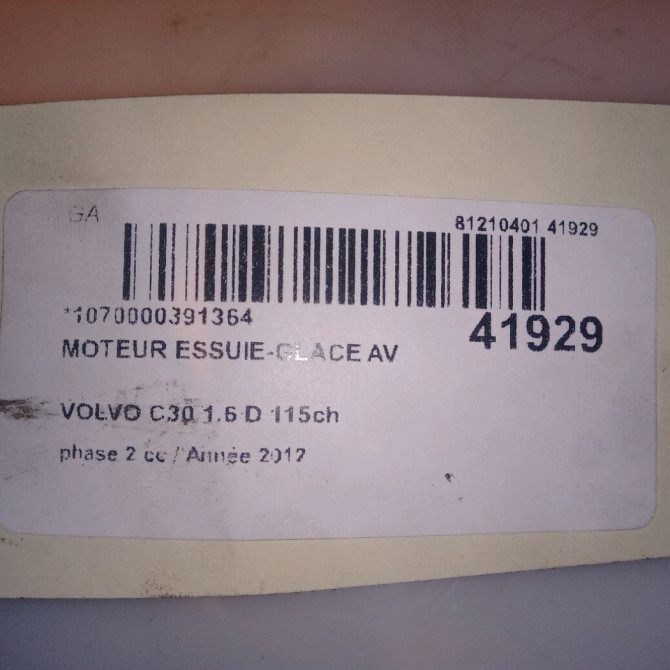 GA
81210401 41929
*1070000391364
41929
MOTEUR ESSUIE-GLACE AV
VOLVO C30 1.6 D 115ch
phase 2 cc / Année 2012